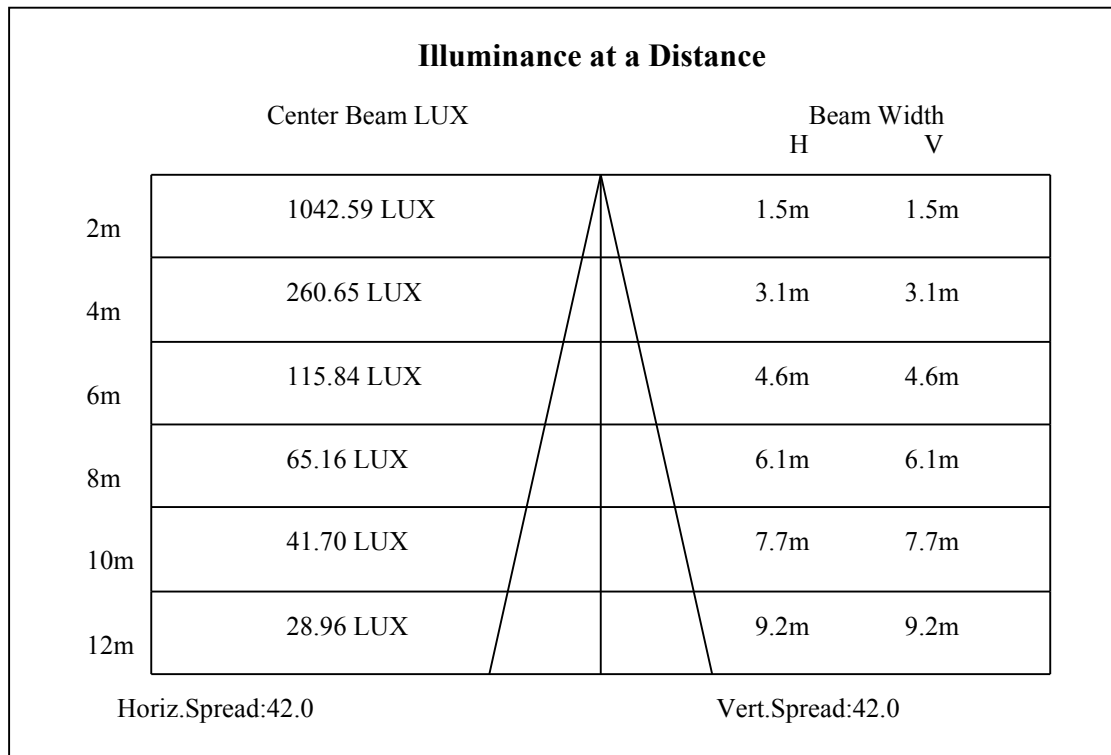 Illuminance at a Distance
Center Beam LUX Beam Width
H V
2m 1042.59 LUX 1.5m 1.5m
4m 260.65 LUX 3.1m 3.1m
6m 115.84 LUX 4.6m 4.6m
8m 65.16 LUX 6.1m 6.1m
10m 41.70 LUX 7.7m 7.7m
12m 28.96 LUX 9.2m 9.2m
Horiz.Spread:42.0 Vert.Spread:42.0